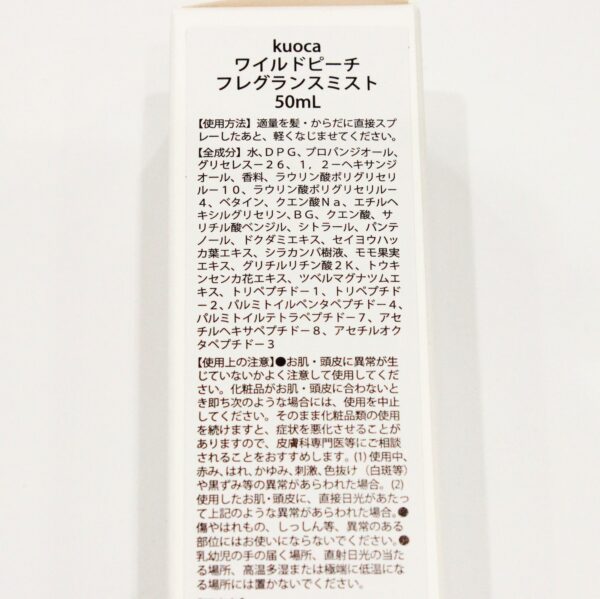 kuoca
ワイルドピーチ
フレグランスミスト
50mL
【使用方法】 適量を髪・からだに直接スプ
レーしたあと、軽くなじませてください。
【全成分】 水、DPG、プロパンジオール、
グリセレス－26、1，2－ヘキサンジ
オール、香料、ラウリン酸ポリグリセリ
ル－10、ラウリン酸ポリグリセリル－
4、ベタイン、クエン酸Na、エチルヘ
キシルグリセリン、BG、クエン酸、サ
リチル酸ベンジル、シトラール、パンテ
ノール、ドクダミエキス、セイヨウハッ
カ葉エキス、シラカンバ樹液、モモ果実
エキス、グリチルリチン酸2K、トウキ
ンセンカ花エキス、ツベルマグナツムエ
キス、トリペプチド－1、トリペプチド
－2、パルミトイルペンタペプチド－4、
パルミトイルテトラペプチド－7、アセ
チルヘキサペプチド－8、アセチルオク
タペプチド－3
【使用上の注意】●お肌・頭皮に異常が生
じていないかよく注意して使用してくだ
さい。化粧品がお肌・頭皮に合わないと
き即ち次のような場合には、使用を中止
してください。そのまま化粧品類の使用
を続けますと、症状を悪化させることが
ありますので、皮膚科専門医等にご相談
されることをおすすめします。(1) 使用中、
赤み、はれ、かゆみ、刺激、色抜け（白斑等）
や黒ずみ等の異常があらわれた場合。(2)
使用したお肌・頭皮に、直接日光があたっ
て上記のような異常があらわれた場合。●
傷やはれもの、しっしん等、異常のある
部位にはお使いにならないでください。●
乳幼児の手の届く場所、直射日光の当た
る場所、高温多湿または極端に低温にな
る場所には置かないでください。